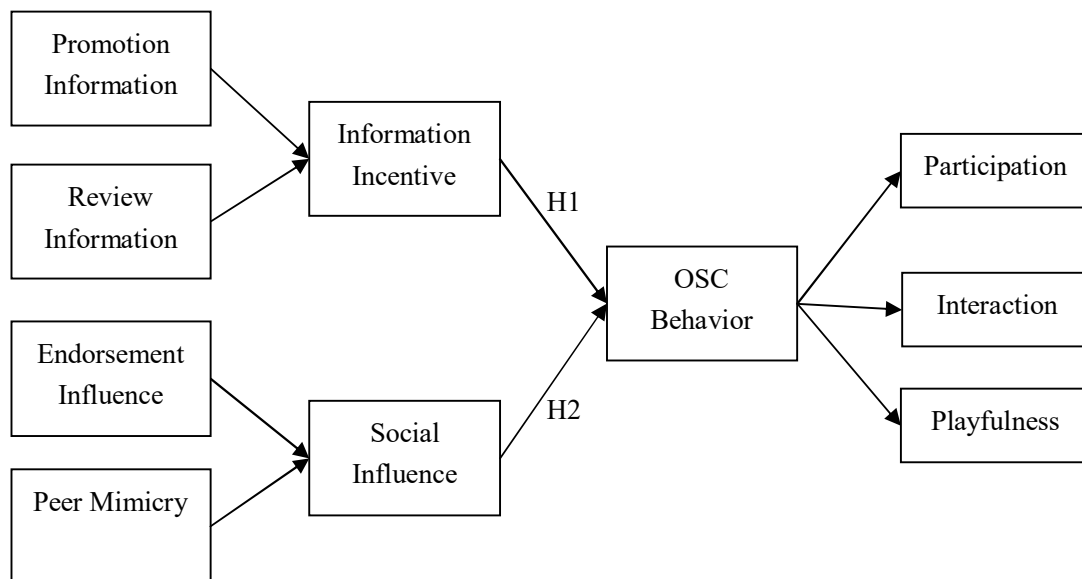 Promotion
Information
Review
Information
Endorsement
Influence
Peer Mimicry
Information
Incentive
Social
Influence
H1
H2
OSC
Behavior
Participation
Interaction
Playfulness